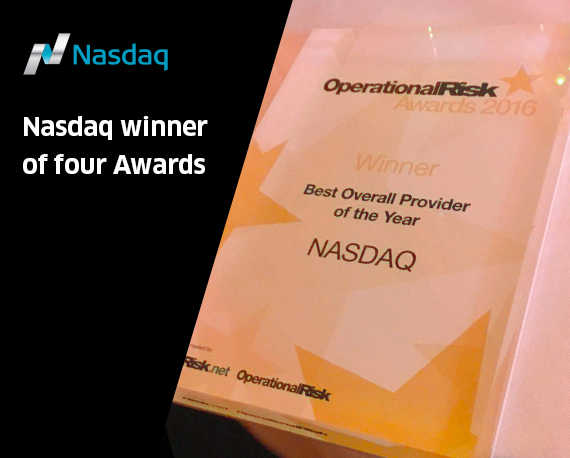 Nasdaq
Nasdaq winner
of four Awards
OperationalRisk
Awards 2016
Winner
Best Overall Provider
of the Year
NASDAQ
Risk.net OperationalRisk